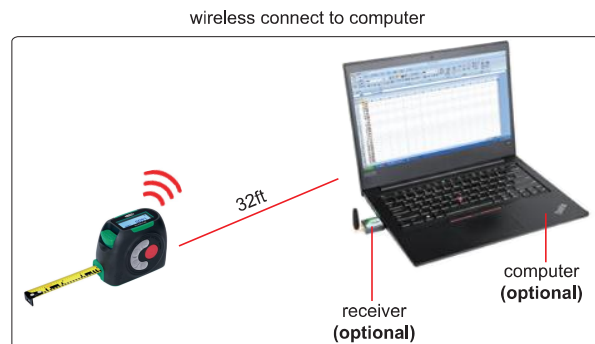 wireless connect to computer
32ft
receiver
(optional)
computer
(optional)